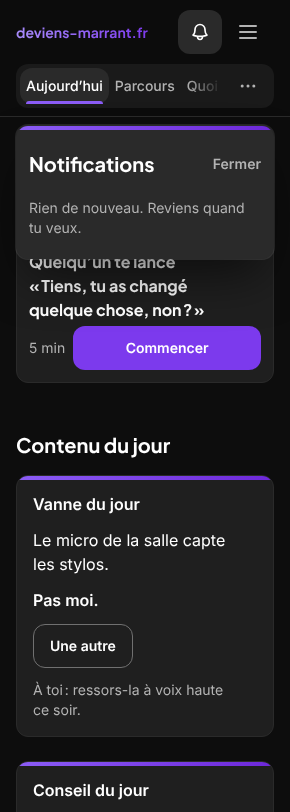 deviens-marrant.fr
Aujourd’hui Parcours Quoi
Notifications Fermer
Rien de nouveau. Reviens quand
tu veux.
Quelqu’un te lance
« Tiens, tu as changé
quelque chose, non ? »
5 min Commencer
Contenu du jour
Vanne du jour
Le micro de la salle capte
les stylos.
Pas moi.
Une autre
À toi : ressors-la à voix haute
ce soir.
Conseil du jour